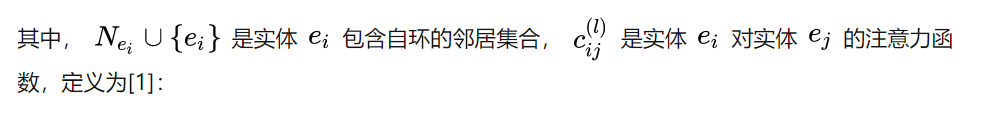 其中， $N_{e_i} \cup \{e_i\}$ 是实体 $e_i$ 包含自环的邻居集合， $c_{ij}^{(l)}$ 是实体 $e_i$ 对实体 $e_j$ 的注意力函
数，定义为[1]：